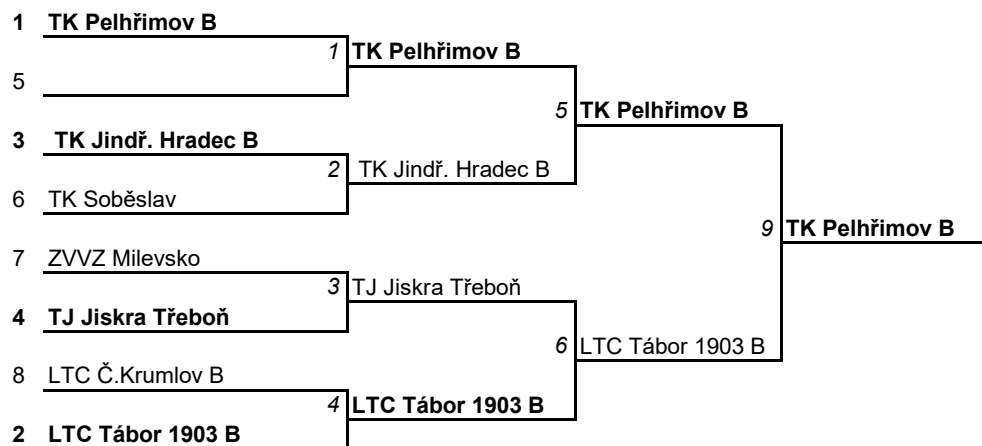 1 TK Pelhřimov B
1 TK Pelhřimov B
5
5 TK Pelhřimov B
3 TK Jindř. Hradec B
2 TK Jindř. Hradec B
6 TK Soběslav
9 TK Pelhřimov B
7 ZVVZ Milevsko
3 TJ Jiskra Třeboň
4 TJ Jiskra Třeboň
6 LTC Tábor 1903 B
8 LTC Č.Krumlov B
4 LTC Tábor 1903 B
2 LTC Tábor 1903 B